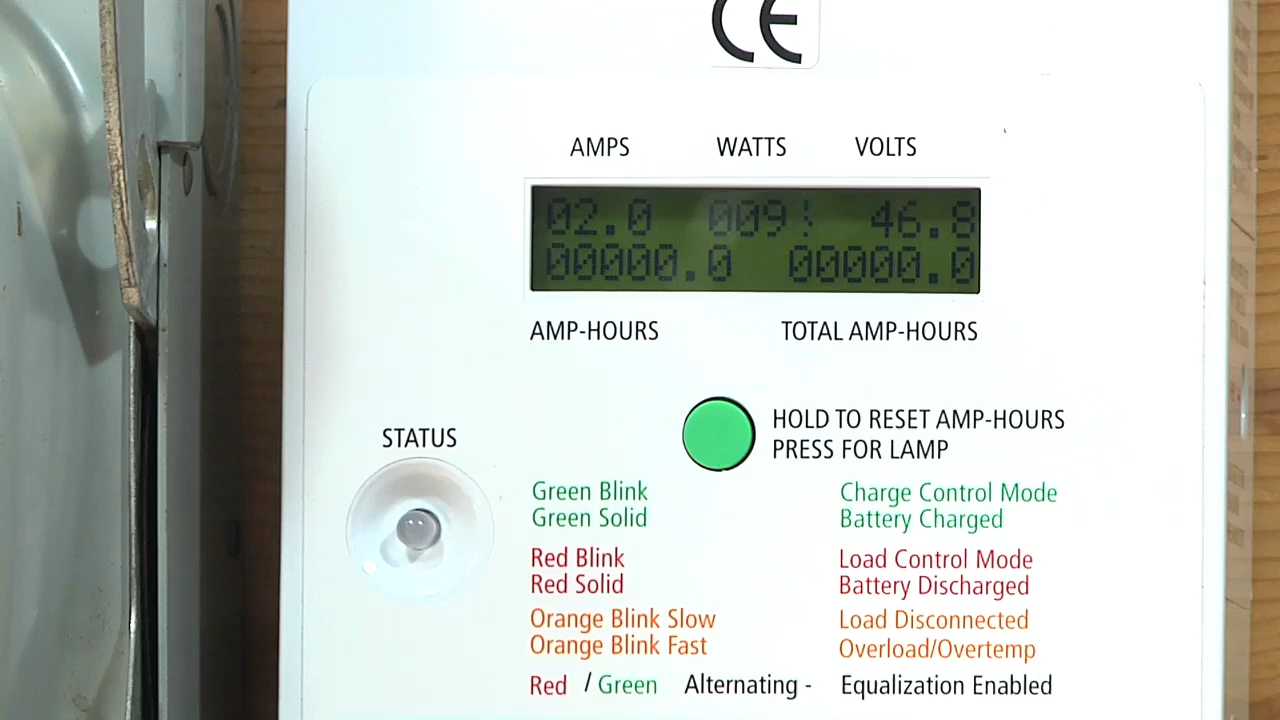 CE
AMPS WATTS VOLTS
02.0 009 46.8
00000.0 00000.0
AMP-HOURS TOTAL AMP-HOURS
HOLD TO RESET AMP-HOURS
PRESS FOR LAMP
STATUS
Green Blink Charge Control Mode
Green Solid Battery Charged
Red Blink Load Control Mode
Red Solid Battery Discharged
Orange Blink Slow Load Disconnected
Orange Blink Fast Overload/Overtemp
Red / Green Alternating - Equalization Enabled